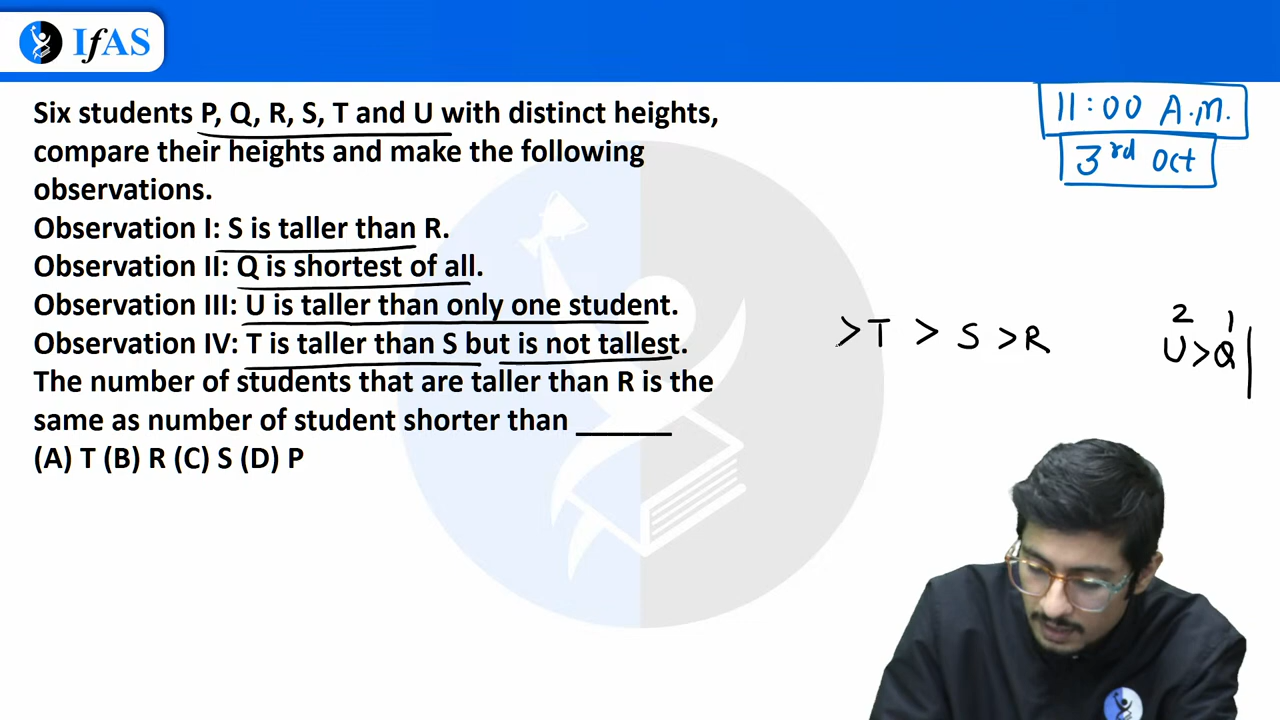 IfAS
Six students P, Q, R, S, T and U with distinct heights,
compare their heights and make the following
observations.
Observation I: S is taller than R.
Observation II: Q is shortest of all.
Observation III: U is taller than only one student.
Observation IV: T is taller than S but is not tallest.
The number of students that are taller than R is the
same as number of student shorter than ______
(A) T (B) R (C) S (D) P
11:00 A.M.
3rd Oct
>T > S >R
2 1
U>Q